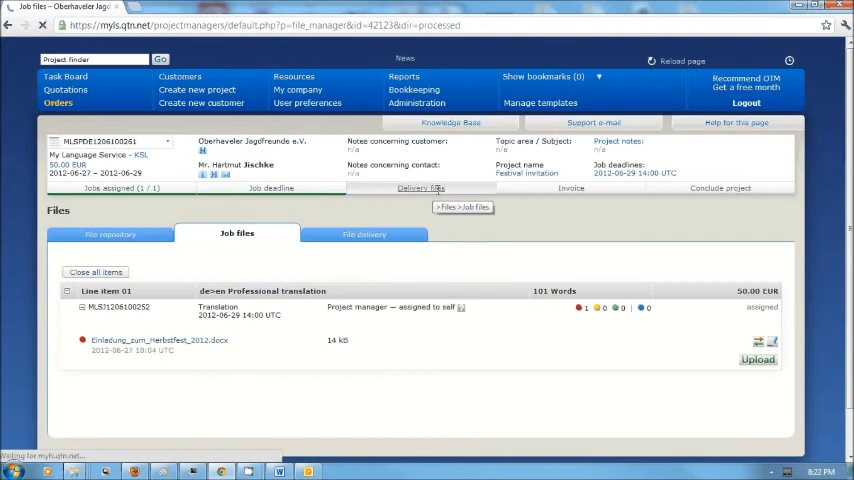 Job files - Oberhaveler Jag
https://myls.qtn.net/projectmanagers/default.php?p=file_manager&id=42123&dir=processed
Project finder
Go
News
Reload page
Task Board
Customers
Resources
Reports
Show bookmarks (0)
Recommend OTM
Get a free month
Quotations
Create new project
My company
Bookkeeping
Orders
Create new customer
User preferences
Administration
Manage templates
Logout
Knowledge Base
Support e-mail
Help for this page
MLSPDE1206100261
Oberhaveler Jagdfreunde e.V.
Notes concerning customer:
n/a
Topic area / Subject:
n/a
Project notes:
n/a
My Language Service - KSL
50.00 EUR
2012-06-27 – 2012-06-29
Mr. Hartmut Jischke
Notes concerning contact:
n/a
Project name
Festival invitation
Job deadlines:
2012-06-29 14:00 UTC
Jobs assigned (1 / 1)
Job deadline
Delivery files
Invoice
Conclude project
>Files >Job files
Files
File repository
Job files
File delivery
Close all items
Line item 01
de>en Professional translation
101 Words
50.00 EUR
MLSJ1206100252
Translation
2012-06-29 14:00 UTC
Project manager — assigned to self
1 0 0 | 0
assigned
Einladung_zum_Herbstfest_2012.docx
14 kB
2012-06-27 18:04 UTC
Upload
Waiting for myls.qtn.net...
8:22 PM